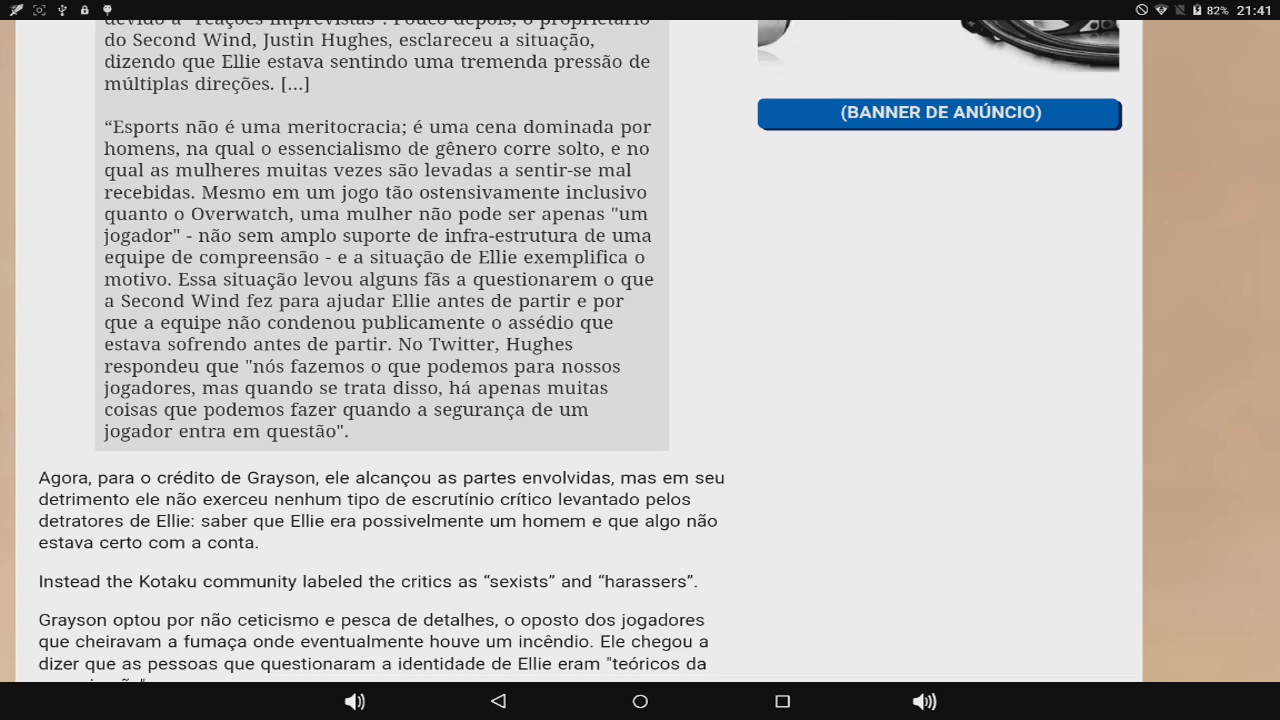 82% 21:41
devido a "reações imprevistas". Pouco depois, o proprietário
do Second Wind, Justin Hughes, esclareceu a situação,
dizendo que Ellie estava sentindo uma tremenda pressão de
múltiplas direções. [...]
“Esports não é uma meritocracia; é uma cena dominada por
homens, na qual o essencialismo de gênero corre solto, e no
qual as mulheres muitas vezes são levadas a sentir-se mal
recebidas. Mesmo em um jogo tão ostensivamente inclusivo
quanto o Overwatch, uma mulher não pode ser apenas "um
jogador" - não sem amplo suporte de infra-estrutura de uma
equipe de compreensão - e a situação de Ellie exemplifica o
motivo. Essa situação levou alguns fãs a questionarem o que
a Second Wind fez para ajudar Ellie antes de partir e por
que a equipe não condenou publicamente o assédio que
estava sofrendo antes de partir. No Twitter, Hughes
respondeu que "nós fazemos o que podemos para nossos
jogadores, mas quando se trata disso, há apenas muitas
coisas que podemos fazer quando a segurança de um
jogador entra em questão".
Agora, para o crédito de Grayson, ele alcançou as partes envolvidas, mas em seu
detrimento ele não exerceu nenhum tipo de escrutínio crítico levantado pelos
detratores de Ellie: saber que Ellie era possivelmente um homem e que algo não
estava certo com a conta.
Instead the Kotaku community labeled the critics as “sexists” and “harassers”.
Grayson optou por não ceticismo e pesca de detalhes, o oposto dos jogadores
que cheiravam a fumaça onde eventualmente houve um incêndio. Ele chegou a
dizer que as pessoas que questionaram a identidade de Ellie eram "teóricos da
(BANNER DE ANÚNCIO)